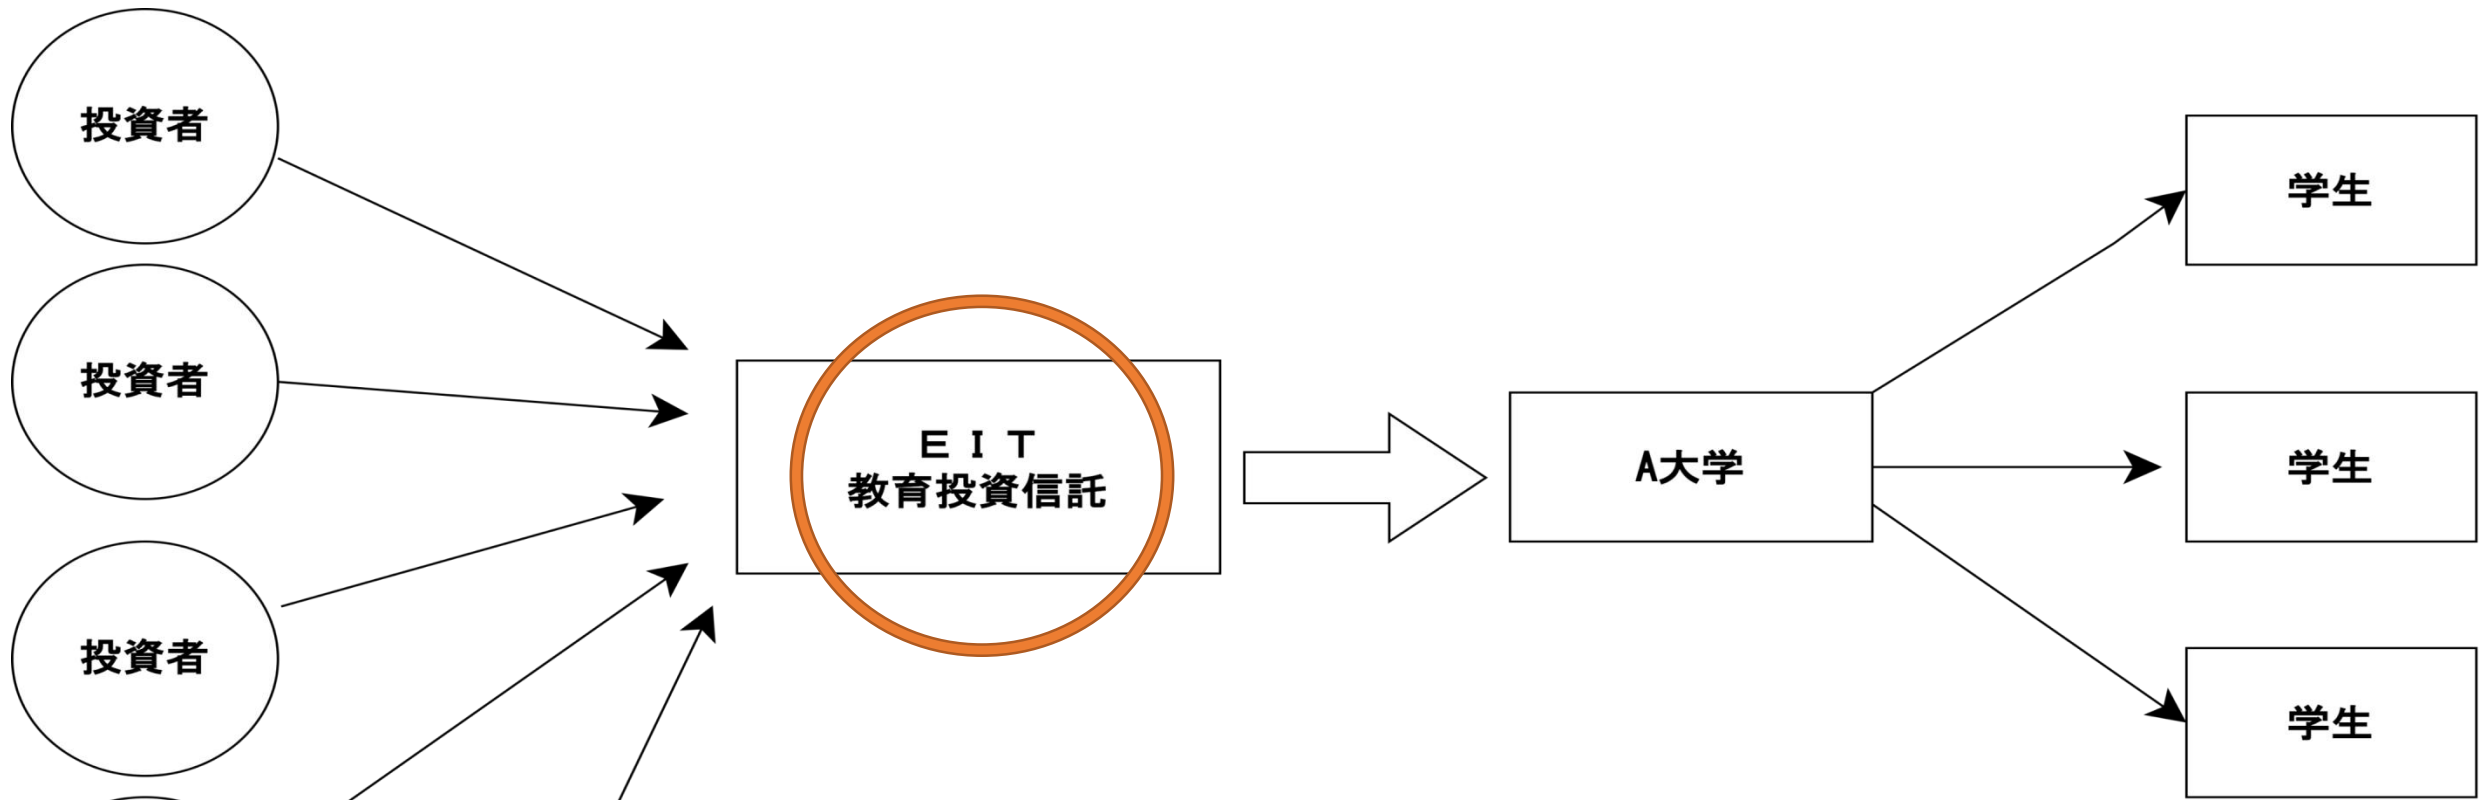 投資者
投資者
投資者
ＥＩＴ
教育投資信託
A大学
学生
学生
学生